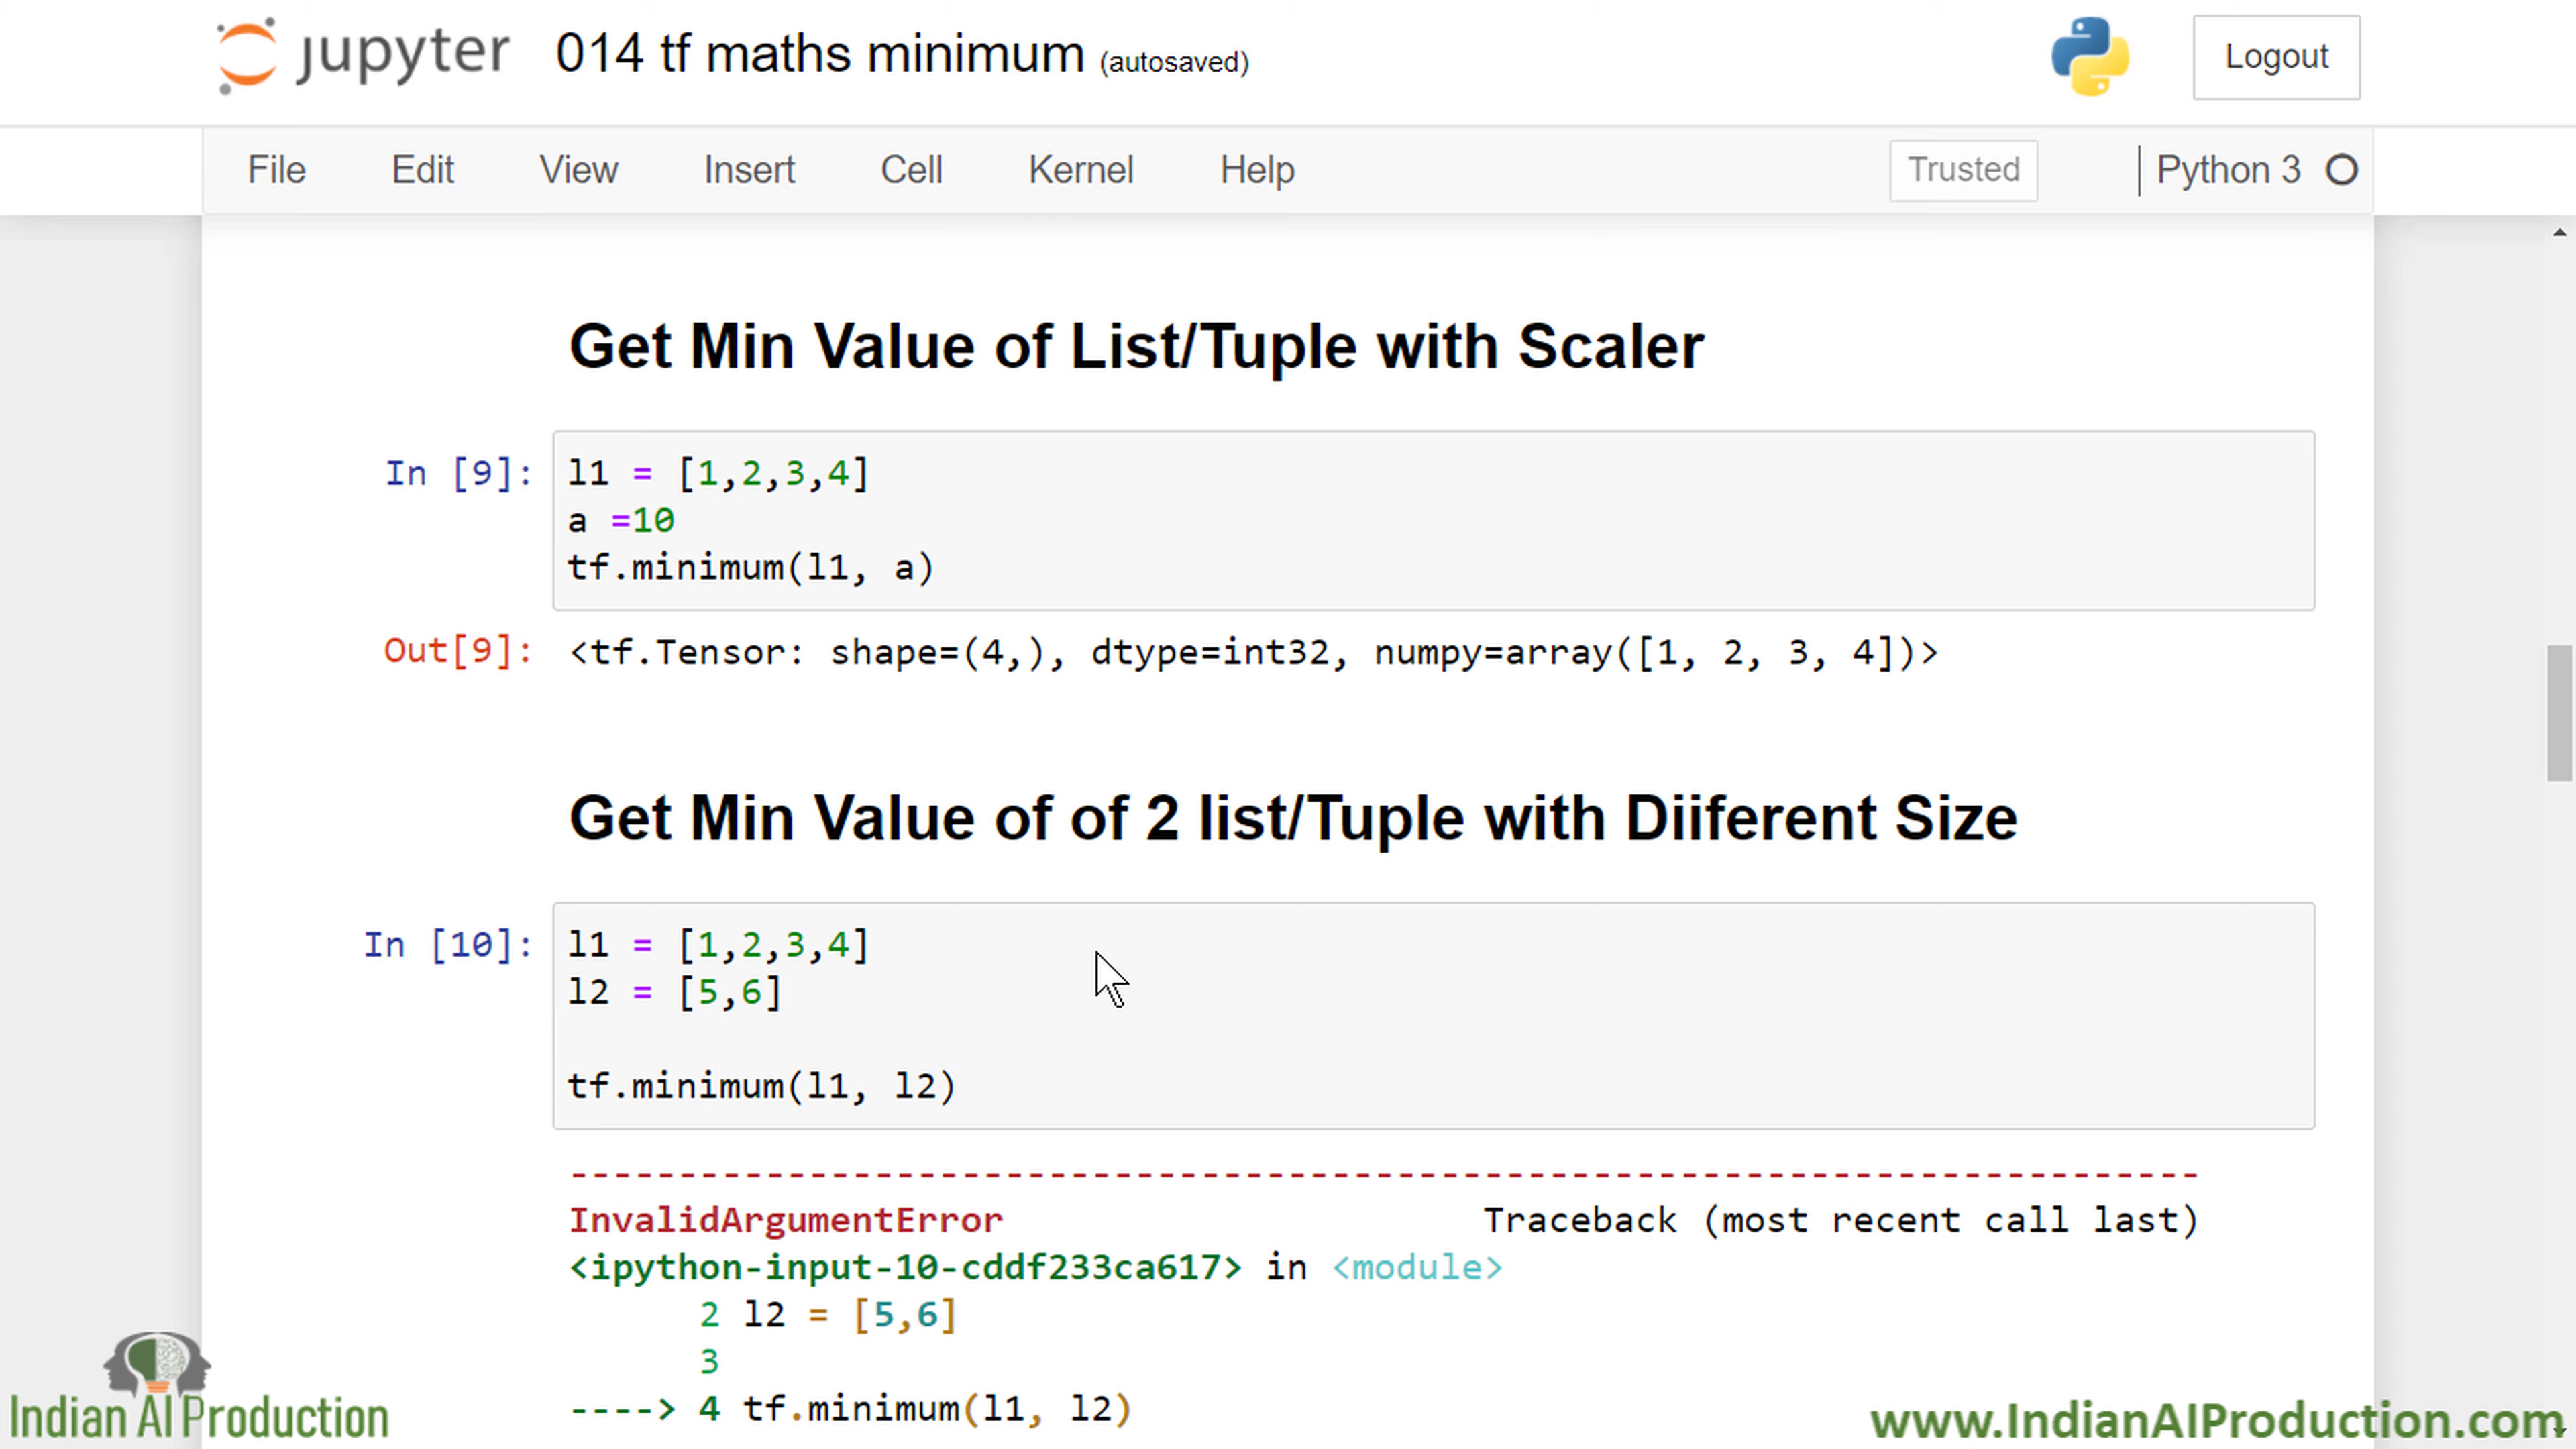 jupyter 014 tf maths minimum (autosaved) Logout
File Edit View Insert Cell Kernel Help Trusted Python 3
Get Min Value of List/Tuple with Scaler
In [9]: l1 = [1,2,3,4]
a =10
tf.minimum(l1, a)
Out[9]: <tf.Tensor: shape=(4,), dtype=int32, numpy=array([1, 2, 3, 4])>
Get Min Value of of 2 list/Tuple with Diiferent Size
In [10]: l1 = [1,2,3,4]
l2 = [5,6]
tf.minimum(l1, l2)
---------------------------------------------------------------------------
InvalidArgumentError Traceback (most recent call last)
<ipython-input-10-cddf233ca617> in <module>
2 l2 = [5,6]
3
----> 4 tf.minimum(l1, l2)
Indian AI Production
www.IndianAIProduction.com